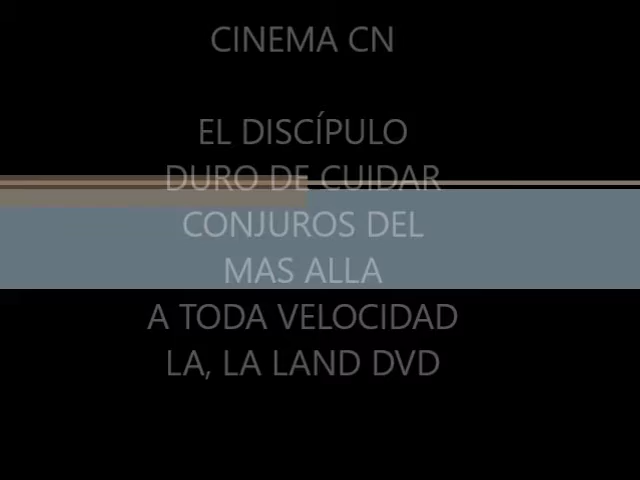 CINEMA CN
EL DISCÍPULO
DURO DE CUIDAR
CONJUROS DEL
MAS ALLA
A TODA VELOCIDAD
LA, LA LAND DVD